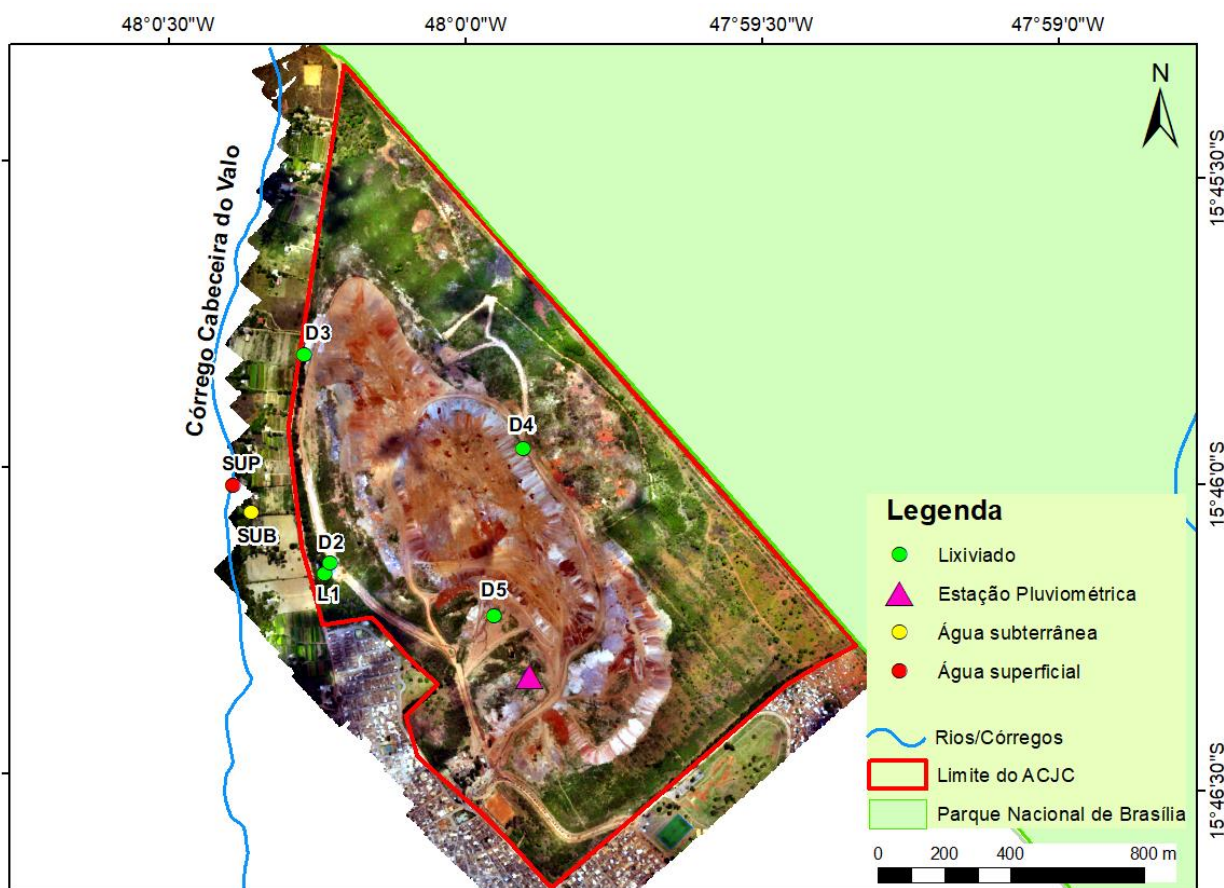 48°0'30"W
48°0'0"W
47°59'30"W
47°59'0"W
N
15°45'30"S
Córrego Cabeceira do Valo
D3
D4
SUP
SUB
15°46'0"S
D2
L1
D5
15°46'30"S
Legenda
Lixiviado
Estação Pluviométrica
Água subterrânea
Água superficial
Rios/Córregos
Limite do ACJC
Parque Nacional de Brasília
0 200 400 800 m